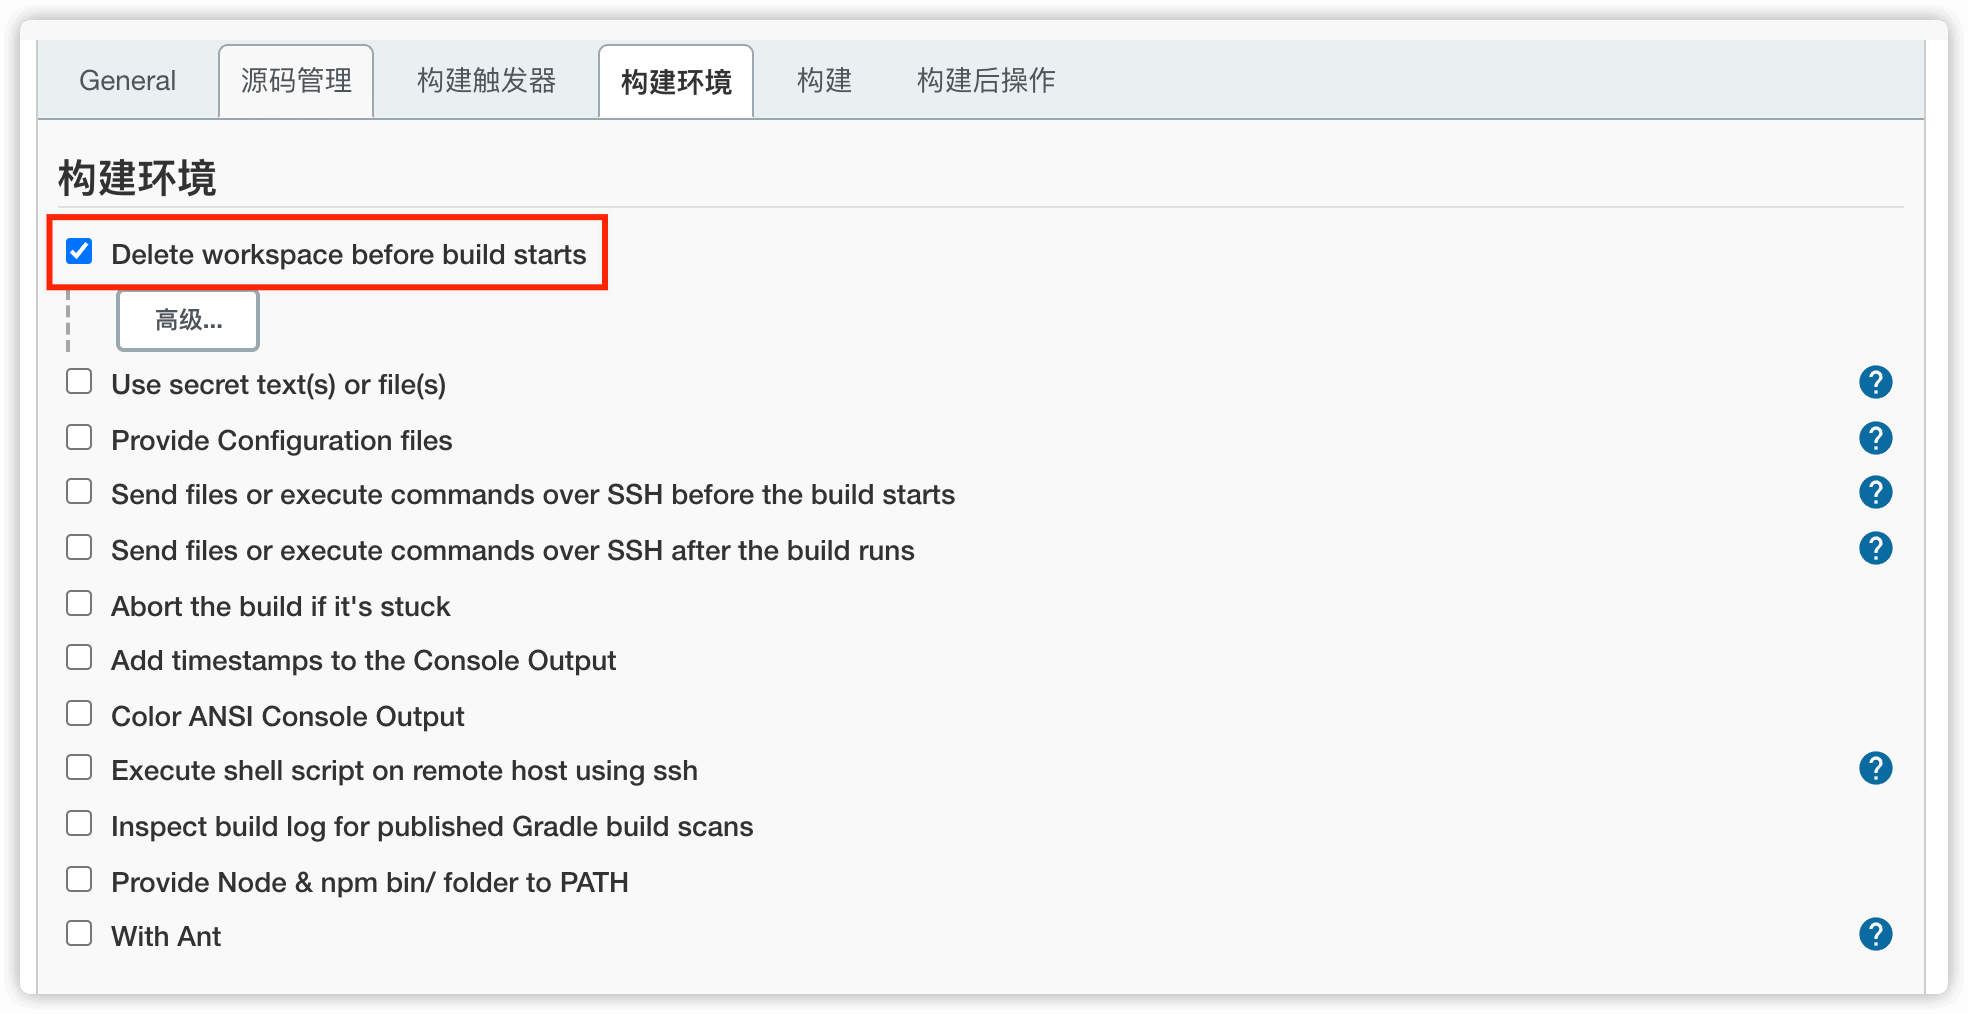 General 源码管理 构建触发器 构建环境 构建 构建后操作
构建环境
Delete workspace before build starts
高级...
Use secret text(s) or file(s)
Provide Configuration files
Send files or execute commands over SSH before the build starts
Send files or execute commands over SSH after the build runs
Abort the build if it's stuck
Add timestamps to the Console Output
Color ANSI Console Output
Execute shell script on remote host using ssh
Inspect build log for published Gradle build scans
Provide Node & npm bin/ folder to PATH
With Ant